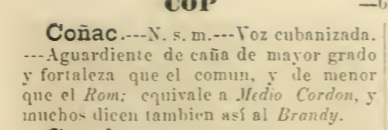 COP
Coñac.---N. s. m.---Voz cubanizada.
---Aguardiente de caña de mayor grado
y fortaleza que el comun, y de menor
que el Rom; equivale a Medio Cordon, y
muchos dicen tambien así al Brandy.